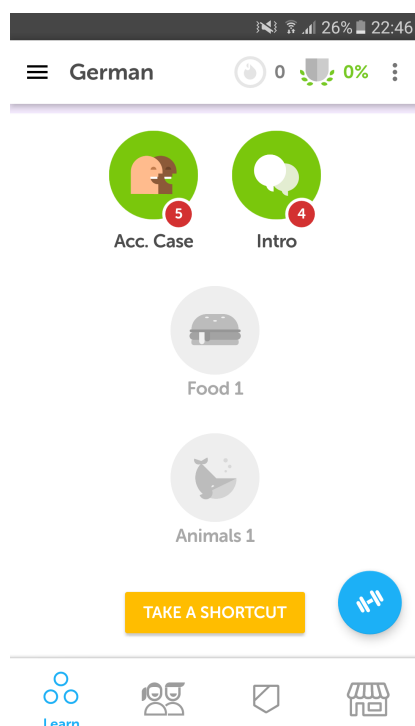 26% 22:46
German 0 0%
5 4
Acc. Case Intro
Food 1
Animals 1
TAKE A SHORTCUT
Learn